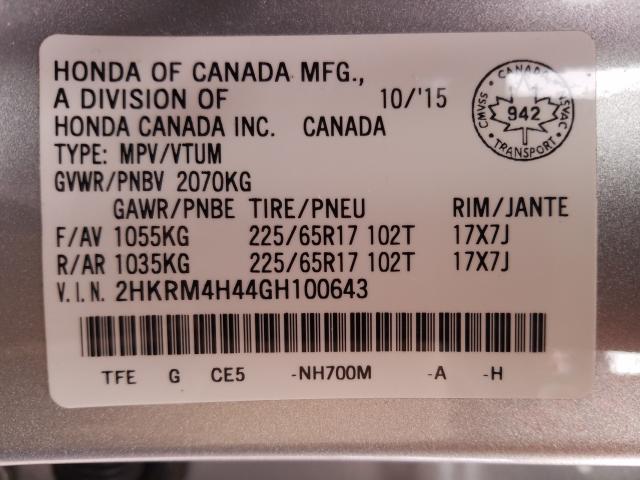 HONDA OF CANADA MFG.,
A DIVISION OF 10/'15
HONDA CANADA INC. CANADA
TYPE: MPV/VTUM
GVWR/PNBV 2070KG
GAWR/PNBE TIRE/PNEU RIM/JANTE
F/AV 1055KG 225/65R17 102T 17X7J
R/AR 1035KG 225/65R17 102T 17X7J
V.I.N. 2HKRM4H44GH100643
TFE G CE5 -NH700M -A -H
CANADA
CMVSS
942
NSVAC
TRANSPORT